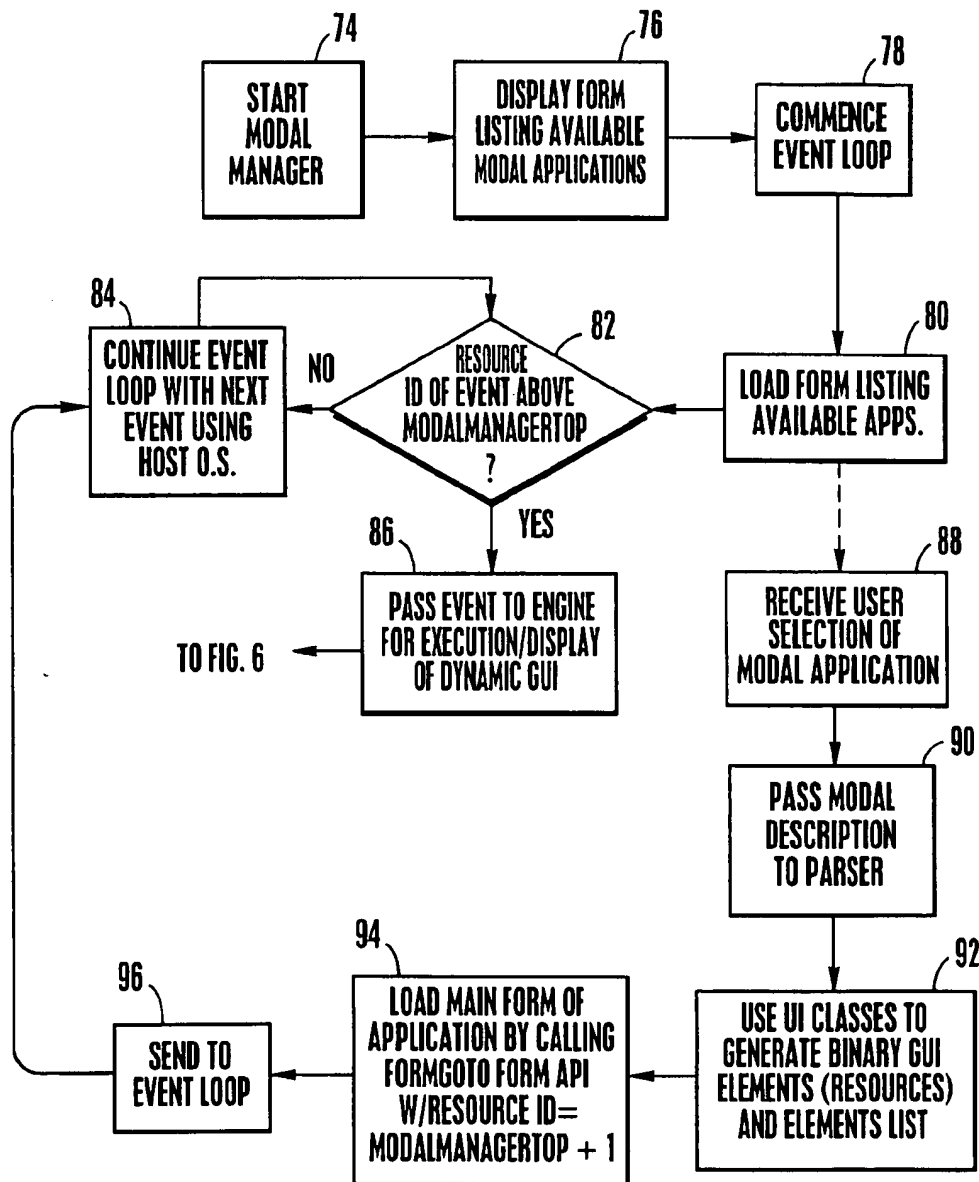 74
START
MODAL
MANAGER
76
DISPLAY FORM
LISTING AVAILABLE
MODAL APPLICATIONS
78
COMMENCE
EVENT LOOP
84
CONTINUE EVENT
LOOP WITH NEXT
EVENT USING
HOST O.S.
NO
82
RESOURCE
ID OF EVENT ABOVE
MODALMANAGERTOP
?
YES
80
LOAD FORM LISTING
AVAILABLE APPS.
86
PASS EVENT TO ENGINE
FOR EXECUTION/DISPLAY
OF DYNAMIC GUI
TO FIG. 6
88
RECEIVE USER
SELECTION OF
MODAL APPLICATION
90
PASS MODAL
DESCRIPTION
TO PARSER
92
USE UI CLASSES TO
GENERATE BINARY GUI
ELEMENTS (RESOURCES)
AND ELEMENTS LIST
94
LOAD MAIN FORM OF
APPLICATION BY CALLING
FORMGOTO FORM API
W/RESOURCE ID=
MODALMANAGERTOP + 1
96
SEND TO
EVENT LOOP